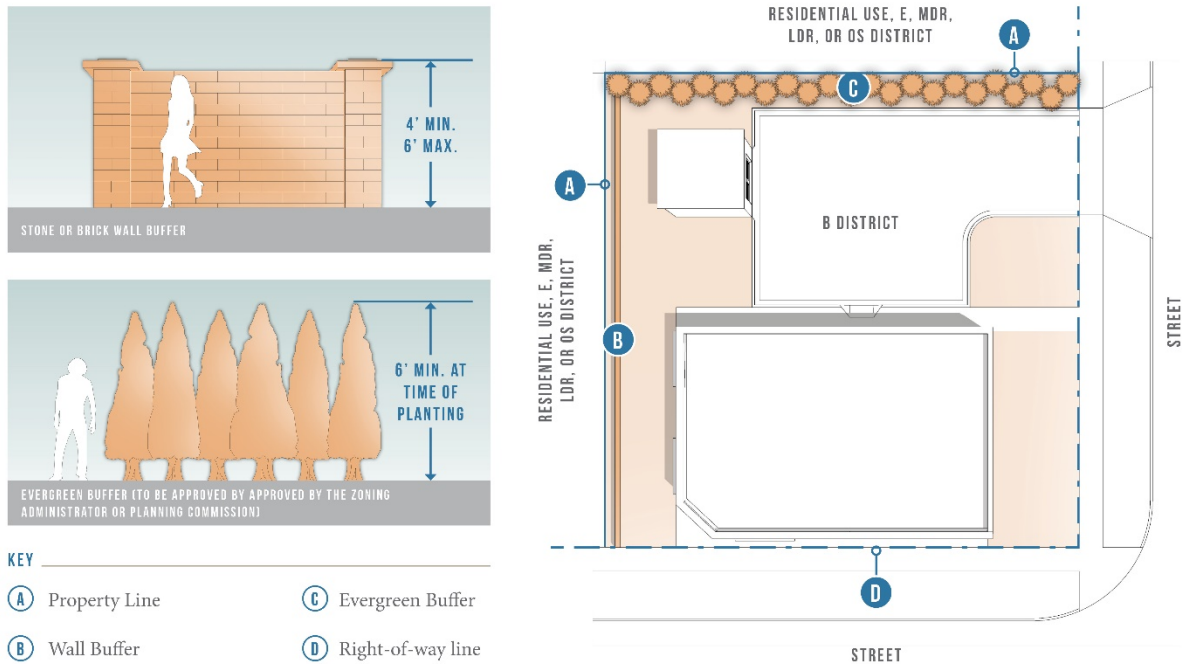 4' MIN.
6' MAX.
STONE OR BRICK WALL BUFFER
6' MIN. AT
TIME OF
PLANTING
EVERGREEN BUFFER (TO BE APPROVED BY APPROVED BY THE ZONING
ADMINISTRATOR OR PLANNING COMMISSION)
KEY
A Property Line
B Wall Buffer
C Evergreen Buffer
D Right-of-way line
RESIDENTIAL USE, E, MDR,
LDR, OR OS DISTRICT
A
C
A
B DISTRICT
RESIDENTIAL USE, E, MDR,
LDR, OR OS DISTRICT
B
STREET
D
STREET